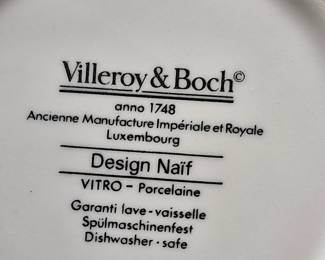 Villeroy & Boch©
anno 1748
Ancienne Manufacture Impériale et Royale
Luxembourg
Design Naïf
VITRO – Porcelaine
Garanti lave-vaisselle
Spülmaschinenfest
Dishwasher-safe